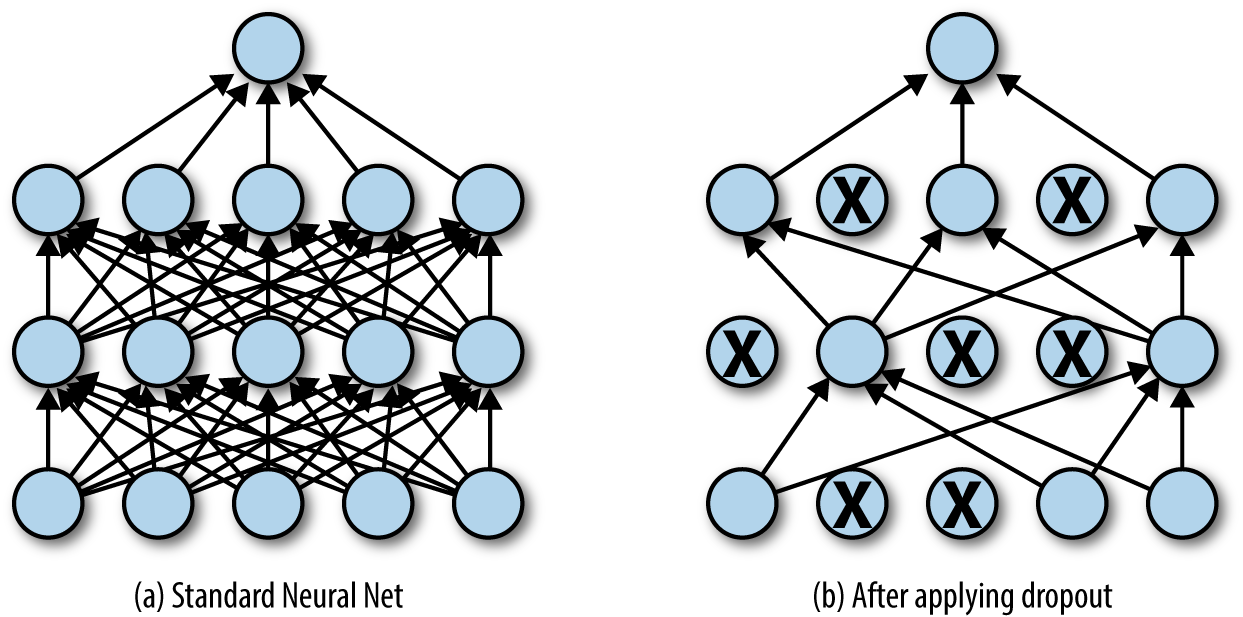 X X
X X X
X X
(a) Standard Neural Net
(b) After applying dropout